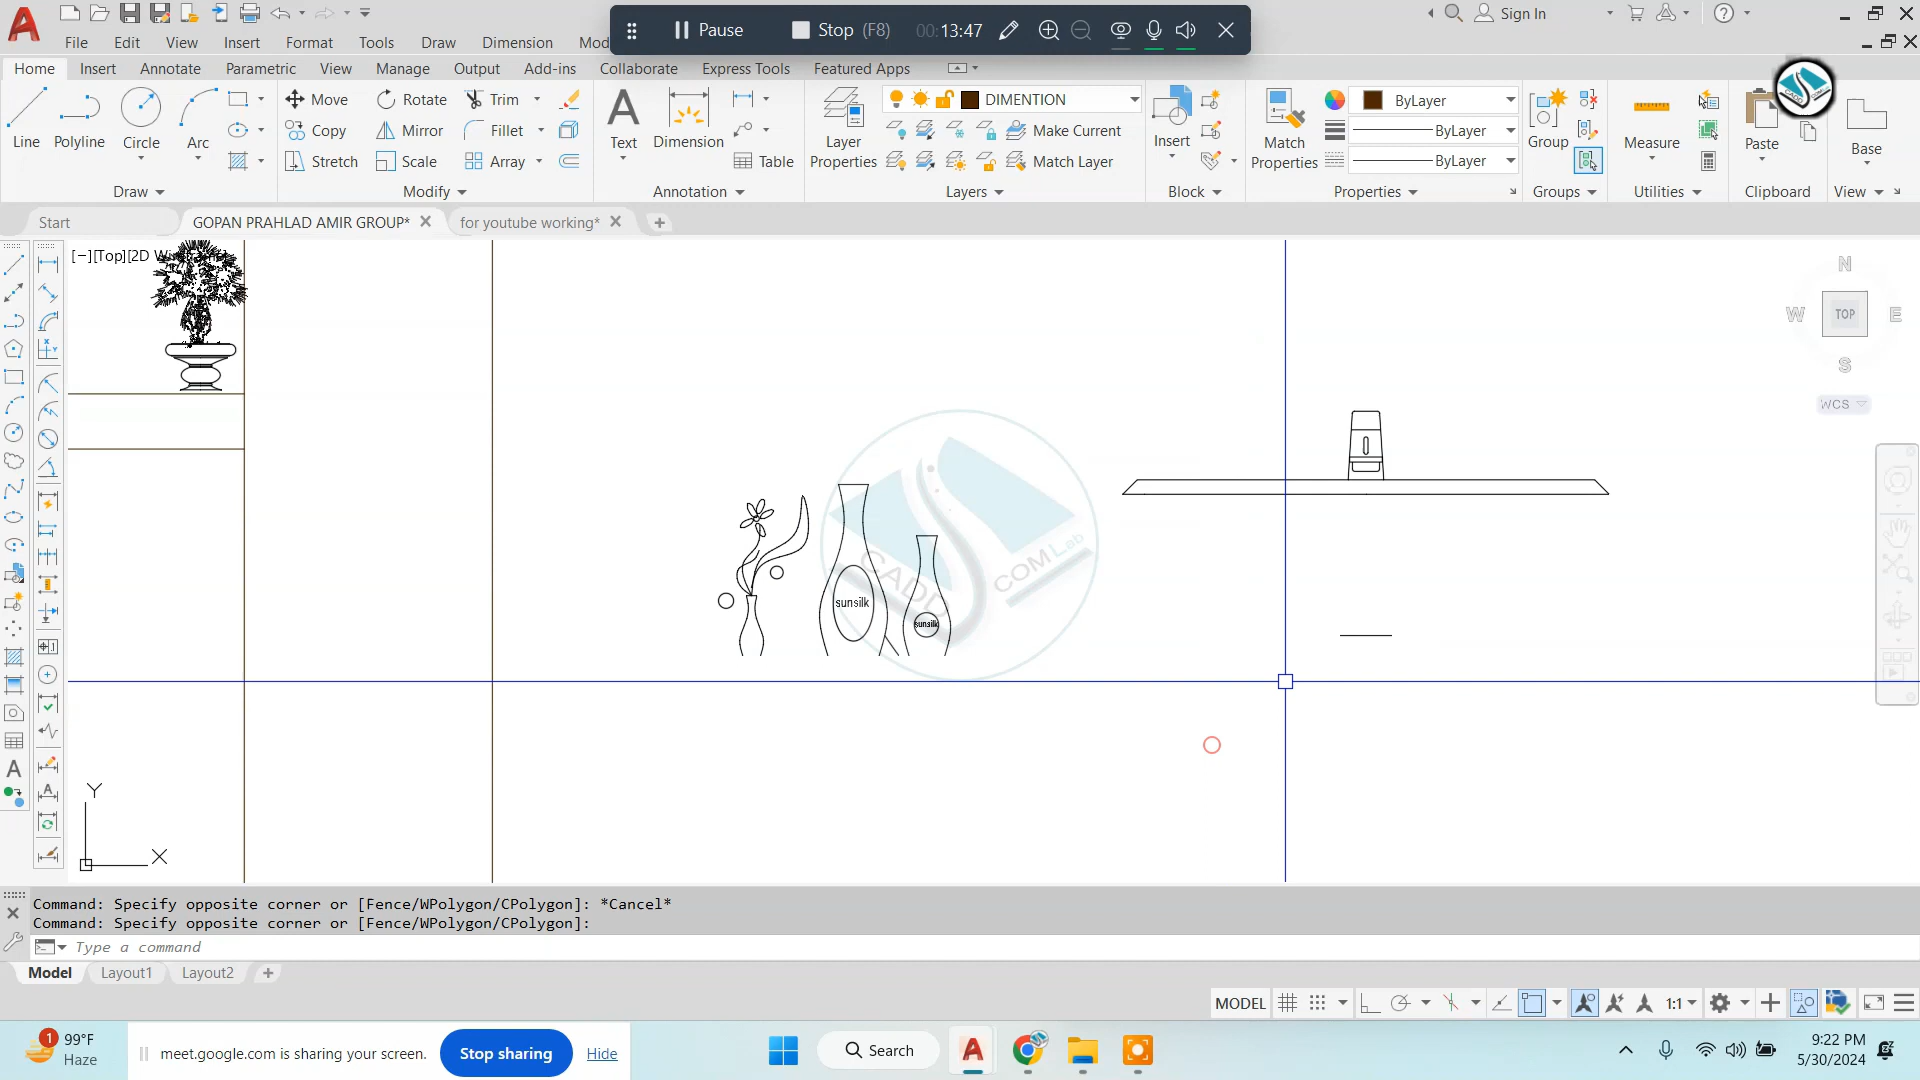 Pause
Stop (F8)
00:13:47
Sign In
File Edit View Insert Format Tools Draw Dimension Mod
Home Insert Annotate Parametric View Manage Output Add-ins Collaborate Express Tools Featured Apps
Line
Polyline
Circle
Arc
Draw
Move
Rotate
Trim
Copy
Mirror
Fillet
Stretch
Scale
Array
Modify
Text
Dimension
Table
Annotation
Layer
Properties
DIMENTION
Make Current
Match Layer
Layers
Insert
Block
Match
Properties
ByLayer
ByLayer
ByLayer
Properties
Group
Groups
Measure
Utilities
Paste
Clipboard
Base
View
Start
GOPAN PRAHLAD AMIR GROUP*
for youtube working*
[−][Top][2D
N
W
TOP
E
S
WCS
CADD COM Lab
sunsilk
sunsilk
Y
X
Command: Specify opposite corner or [Fence/WPolygon/CPolygon]: *Cancel*
Command: Specify opposite corner or [Fence/WPolygon/CPolygon]:
Type a command
Model Layout1 Layout2
MODEL
1:1
1
99°F
Haze
meet.google.com is sharing your screen.
Stop sharing
Hide
Search
9:22 PM
5/30/2024